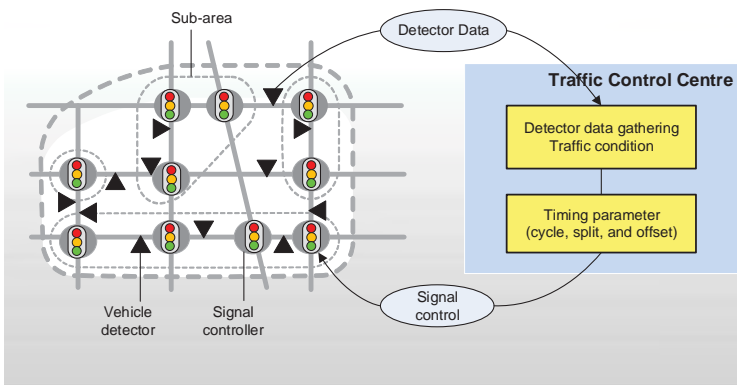 Sub-area
Detector Data
Traffic Control Centre
Detector data gathering
Traffic condition
Timing parameter
(cycle, split, and offset)
Signal
control
Vehicle
detector
Signal
controller